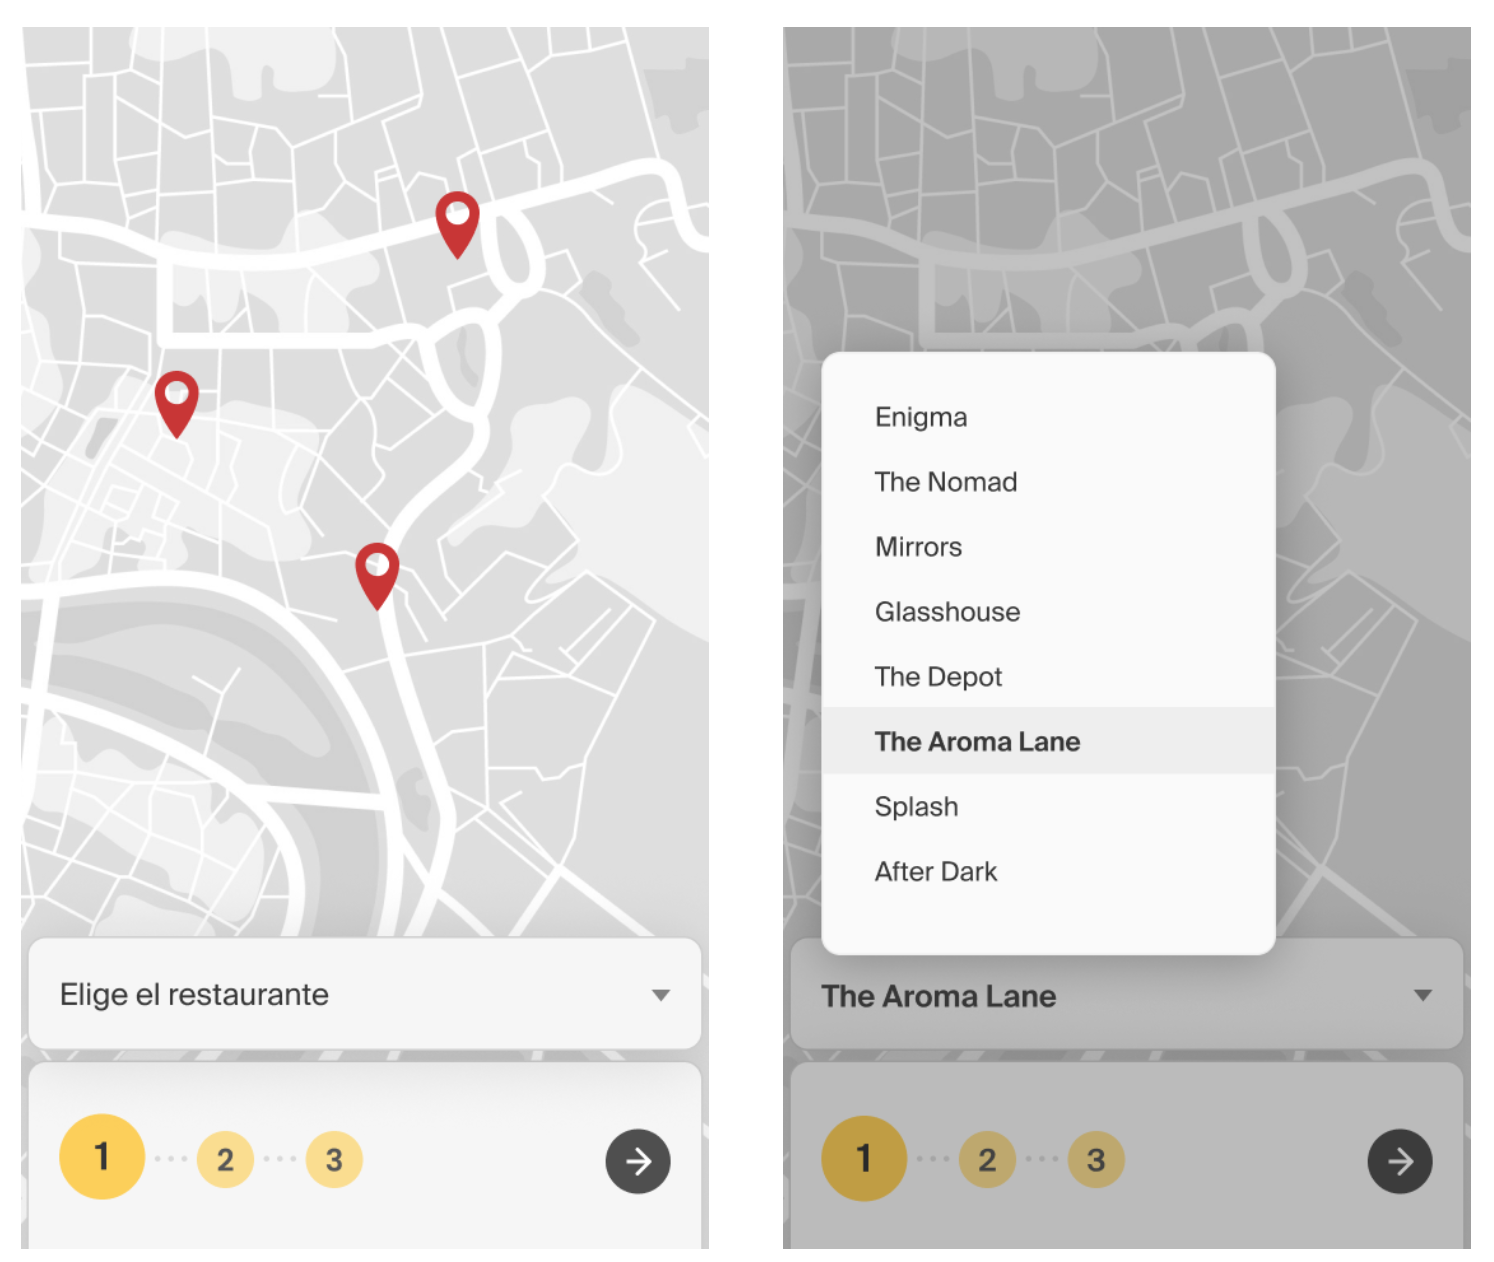 Elige el restaurante
1 ··· 2 ··· 3
Enigma
The Nomad
Mirrors
Glasshouse
The Depot
The Aroma Lane
Splash
After Dark
The Aroma Lane
1 ··· 2 ··· 3